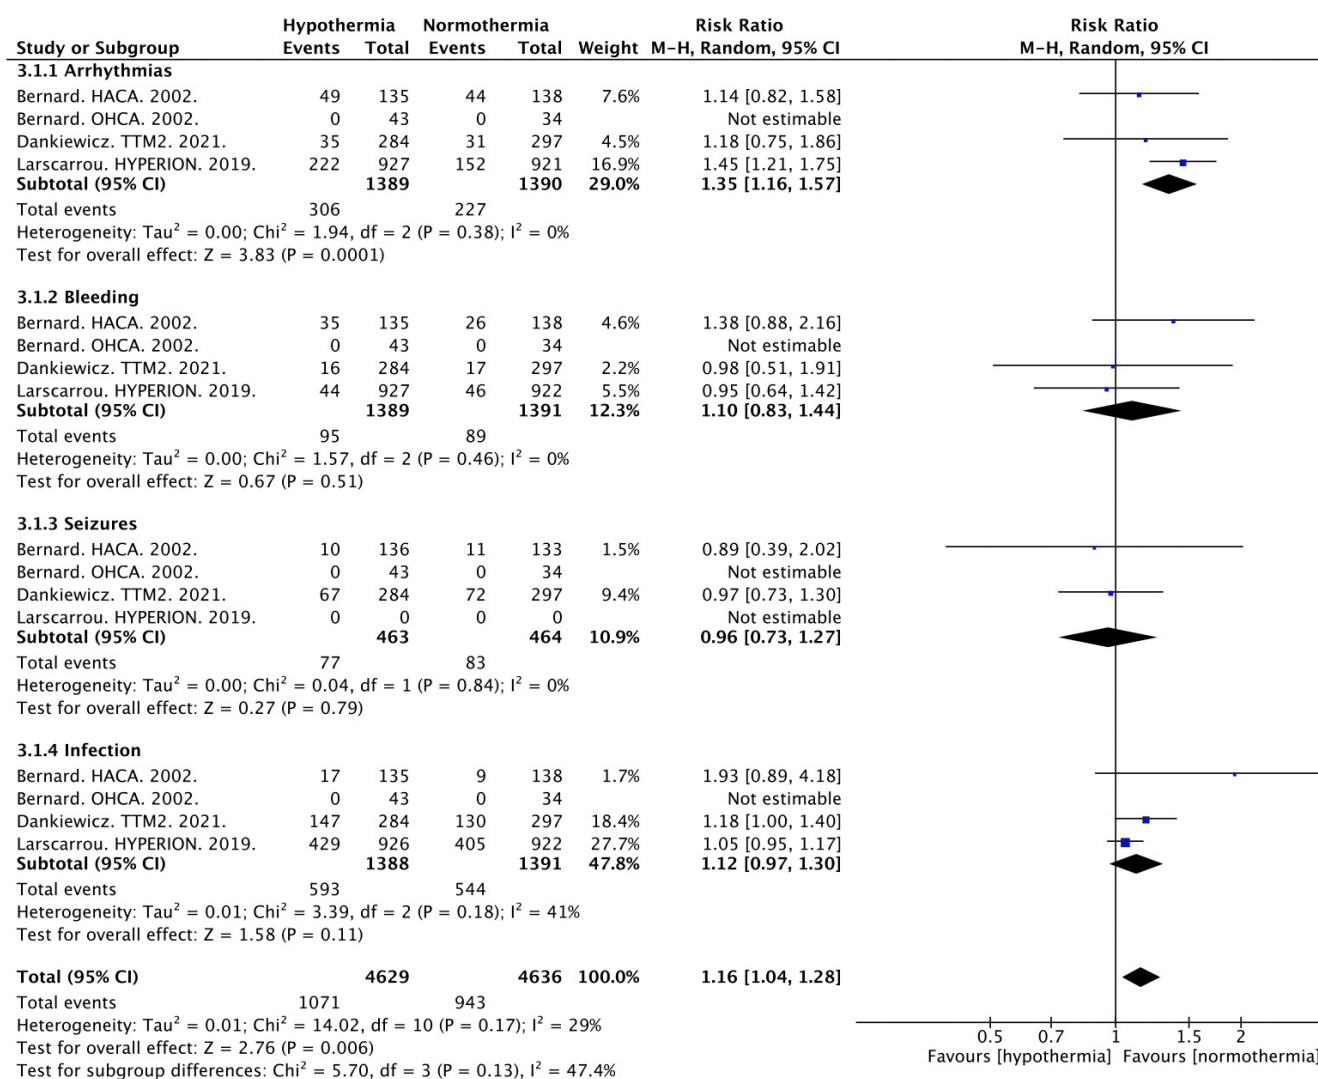 Hypothermia Normothermia Risk Ratio Risk Ratio
Study or Subgroup Events Total Events Total Weight M-H, Random, 95% CI M-H, Random, 95% CI
3.1.1 Arrhythmias
Bernard. HACA. 2002. 49 135 44 138 7.6% 1.14 [0.82, 1.58]
Bernard. OHCA. 2002. 0 43 0 34 Not estimable
Dankiewicz. TTM2. 2021. 35 284 31 297 4.5% 1.18 [0.75, 1.86]
Larscarrou. HYPERION. 2019. 222 927 152 921 16.9% 1.45 [1.21, 1.75]
Subtotal (95% CI) 1389 1390 29.0% 1.35 [1.16, 1.57]
Total events 306 227
Heterogeneity: Tau² = 0.00; Chi² = 1.94, df = 2 (P = 0.38); I² = 0%
Test for overall effect: Z = 3.83 (P = 0.0001)
3.1.2 Bleeding
Bernard. HACA. 2002. 35 135 26 138 4.6% 1.38 [0.88, 2.16]
Bernard. OHCA. 2002. 0 43 0 34 Not estimable
Dankiewicz. TTM2. 2021. 16 284 17 297 2.2% 0.98 [0.51, 1.91]
Larscarrou. HYPERION. 2019. 44 927 46 922 5.5% 0.95 [0.64, 1.42]
Subtotal (95% CI) 1389 1391 12.3% 1.10 [0.83, 1.44]
Total events 95 89
Heterogeneity: Tau² = 0.00; Chi² = 1.57, df = 2 (P = 0.46); I² = 0%
Test for overall effect: Z = 0.67 (P = 0.51)
3.1.3 Seizures
Bernard. HACA. 2002. 10 136 11 133 1.5% 0.89 [0.39, 2.02]
Bernard. OHCA. 2002. 0 43 0 34 Not estimable
Dankiewicz. TTM2. 2021. 67 284 72 297 9.4% 0.97 [0.73, 1.30]
Larscarrou. HYPERION. 2019. 0 0 0 0 Not estimable
Subtotal (95% CI) 463 464 10.9% 0.96 [0.73, 1.27]
Total events 77 83
Heterogeneity: Tau² = 0.00; Chi² = 0.04, df = 1 (P = 0.84); I² = 0%
Test for overall effect: Z = 0.27 (P = 0.79)
3.1.4 Infection
Bernard. HACA. 2002. 17 135 9 138 1.7% 1.93 [0.89, 4.18]
Bernard. OHCA. 2002. 0 43 0 34 Not estimable
Dankiewicz. TTM2. 2021. 147 284 130 297 18.4% 1.18 [1.00, 1.40]
Larscarrou. HYPERION. 2019. 429 926 405 922 27.7% 1.05 [0.95, 1.17]
Subtotal (95% CI) 1388 1391 47.8% 1.12 [0.97, 1.30]
Total events 593 544
Heterogeneity: Tau² = 0.01; Chi² = 3.39, df = 2 (P = 0.18); I² = 41%
Test for overall effect: Z = 1.58 (P = 0.11)
Total (95% CI) 4629 4636 100.0% 1.16 [1.04, 1.28]
Total events 1071 943
Heterogeneity: Tau² = 0.01; Chi² = 14.02, df = 10 (P = 0.17); I² = 29%
Test for overall effect: Z = 2.76 (P = 0.006)
Test for subgroup differences: Chi² = 5.70, df = 3 (P = 0.13), I² = 47.4%
0.5 0.7 1 1.5 2
Favours [hypothermia] Favours [normothermia]